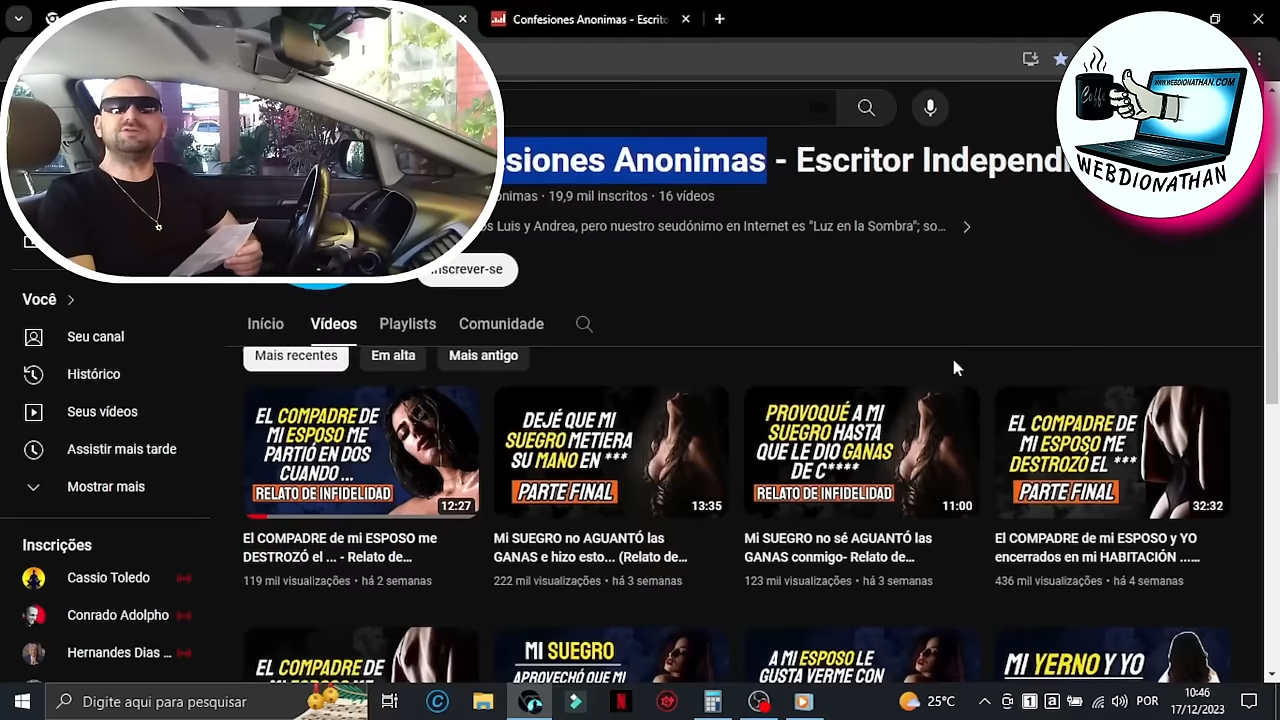 Confesiones Anonimas - Escrito
siones Anonimas - Escritor Independi
onimas · 19,9 mil inscritos · 16 vídeos
os Luis y Andrea, pero nuestro seudónimo en Internet es "Luz en la Sombra"; so...
Inscrever-se
Coffe
WWW.WEBDIONATHAN.COM
WEBDIONATHAN
Você
Seu canal
Histórico
Seus vídeos
Assistir mais tarde
Mostrar mais
Inscrições
Cassio Toledo
Conrado Adolpho
Hernandes Dias ...
Início
Vídeos
Playlists
Comunidade
Mais recentes
Em alta
Mais antigo
EL COMPADRE DE
MI ESPOSO ME
PARTIÓ EN DOS
CUANDO ...
RELATO DE INFIDELIDAD
12:27
El COMPADRE de mi ESPOSO me
DESTROZÓ el ... - Relato de...
119 mil visualizações · há 2 semanas
DEJÉ QUE MI
SUEGRO METIERA
SU MANO EN ***
PARTE FINAL
13:35
Mi SUEGRO no AGUANTÓ las
GANAS e hizo esto... (Relato de...
222 mil visualizações · há 3 semanas
PROVOQUÉ A MI
SUEGRO HASTA
QUE LE DIO GANAS
DE C****
RELATO DE INFIDELIDAD
11:00
Mi SUEGRO no sé AGUANTÓ las
GANAS conmigo- Relato de...
123 mil visualizações · há 3 semanas
EL COMPADRE DE
MI ESPOSO ME
DESTROZÓ EL ***
PARTE FINAL
32:32
El COMPADRE de mi ESPOSO y YO
encerrados en mi HABITACIÓN ......
436 mil visualizações · há 4 semanas
EL COMPADRE DE
MI SUEGRO
APROVECHÓ QUE MI
A MI ESPOSO LE
GUSTA VERME CON
MI YERNO Y YO
Digite aqui para pesquisar
25°C
POR
10:46
17/12/2023